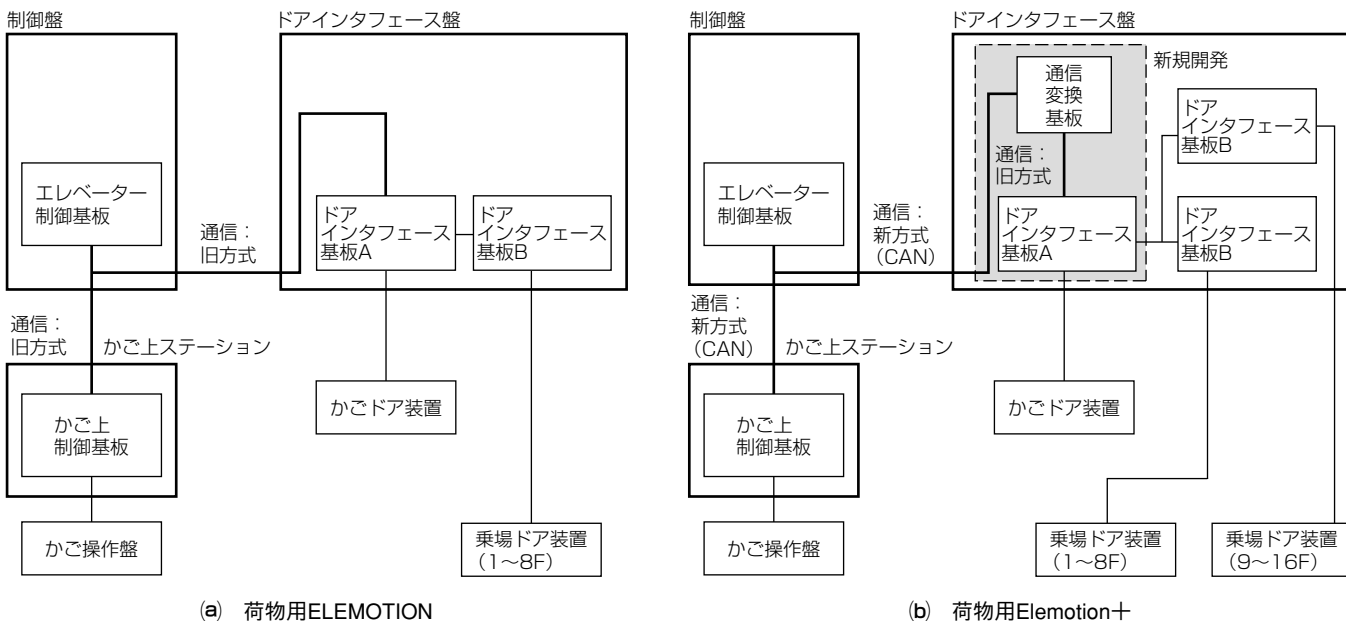 制御盤
ドアインタフェース盤
エレベーター
制御基板
通信：
旧方式
ドア
インタフェース
基板A
ドア
インタフェース
基板B
通信：
旧方式
かご上ステーション
かご上
制御基板
かごドア装置
かご操作盤
乗場ドア装置
（1～8F）
(a) 荷物用ELEMOTION
制御盤
ドアインタフェース盤
新規開発
通信
変換
基板
ドア
インタフェース
基板B
通信：
旧方式
エレベーター
制御基板
通信：
新方式
（CAN）
ドア
インタフェース
基板A
ドア
インタフェース
基板B
通信：
新方式
（CAN）
かご上ステーション
かご上
制御基板
かごドア装置
かご操作盤
乗場ドア装置
（1～8F）
乗場ドア装置
（9～16F）
(b) 荷物用Elemotion＋